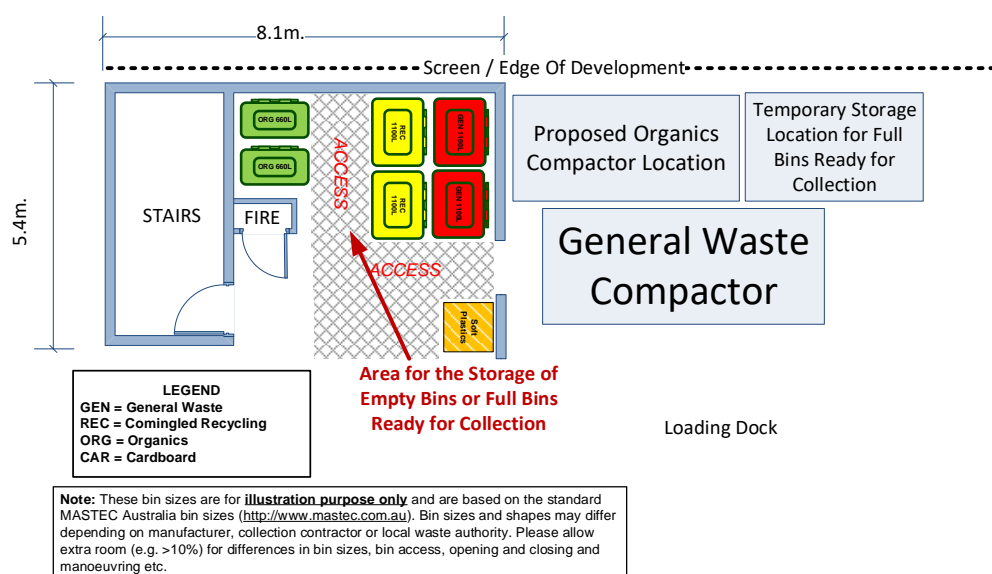 8.1m.
Screen / Edge Of Development
5.4m.
STAIRS
FIRE
ORG 660L
ORG 660L
ACCESS
REC
1100L
GEN 1100L
REC
1100L
GEN 1100L
ACCESS
Soft
Plastics
Proposed Organics
Compactor Location
Temporary Storage
Location for Full
Bins Ready for
Collection
General Waste
Compactor
Area for the Storage of
Empty Bins or Full Bins
Ready for Collection
Loading Dock
LEGEND
GEN = General Waste
REC = Comingled Recycling
ORG = Organics
CAR = Cardboard
Note: These bin sizes are for illustration purpose only and are based on the standard
MASTEC Australia bin sizes (http://www.mastec.com.au). Bin sizes and shapes may differ
depending on manufacturer, collection contractor or local waste authority. Please allow
extra room (e.g. >10%) for differences in bin sizes, bin access, opening and closing and
manoeuvring etc.